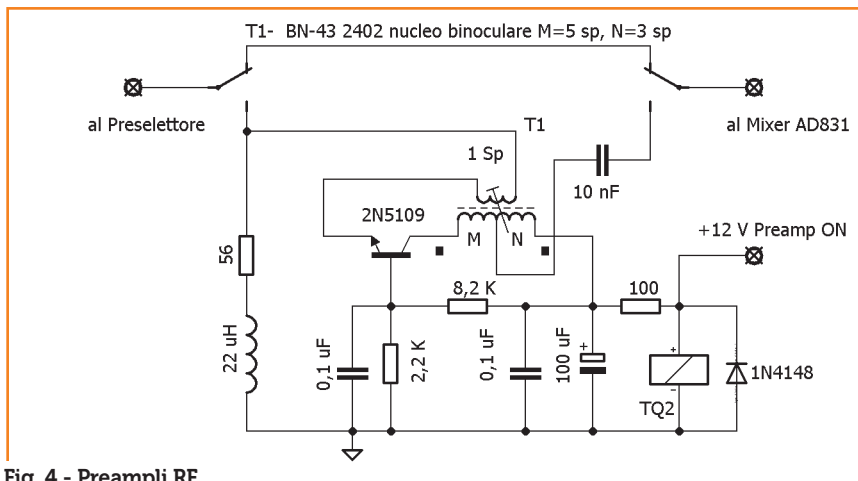 T1- BN-43 2402 nucleo binoculare M=5 sp, N=3 sp
al Preselettore
al Mixer AD831
T1
1 Sp
10 nF
2N5109
M
N
+12 V Preamp ON
56
8,2 K
100
22 uH
0,1 uF
2,2 K
0,1 uF
100 uF
+
+
-
1N4148
TQ2
Fig. 4 - Preampli RF